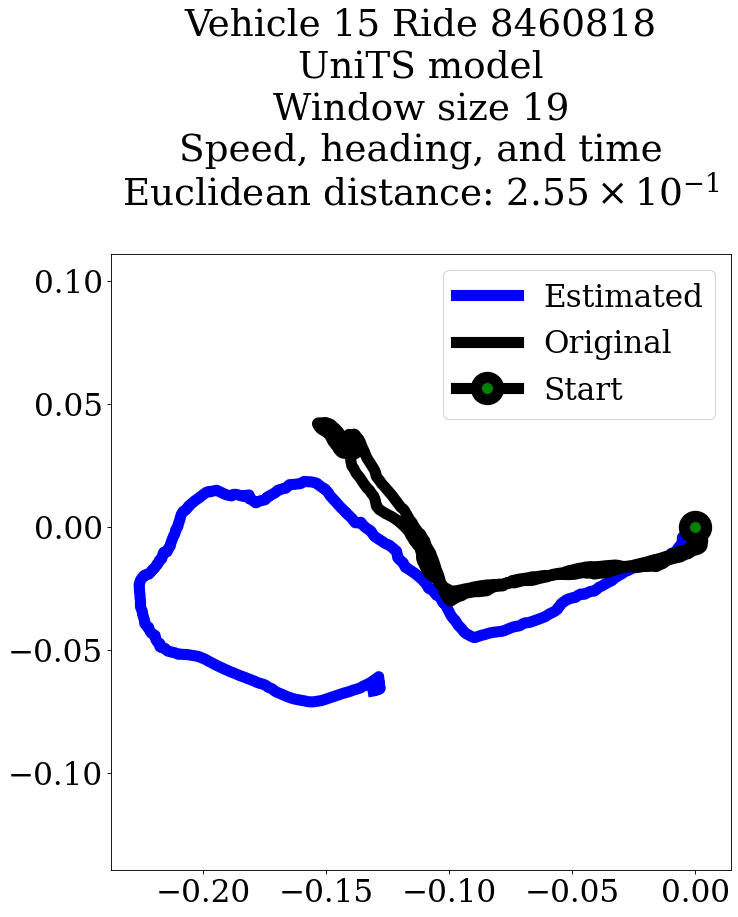 Vehicle 15 Ride 8460818
UniTS model
Window size 19
Speed, heading, and time
Euclidean distance: 2.55 × 10⁻¹
Estimated
Original
Start
0.10
0.05
0.00
−0.05
−0.10
−0.20 −0.15 −0.10 −0.05 0.00